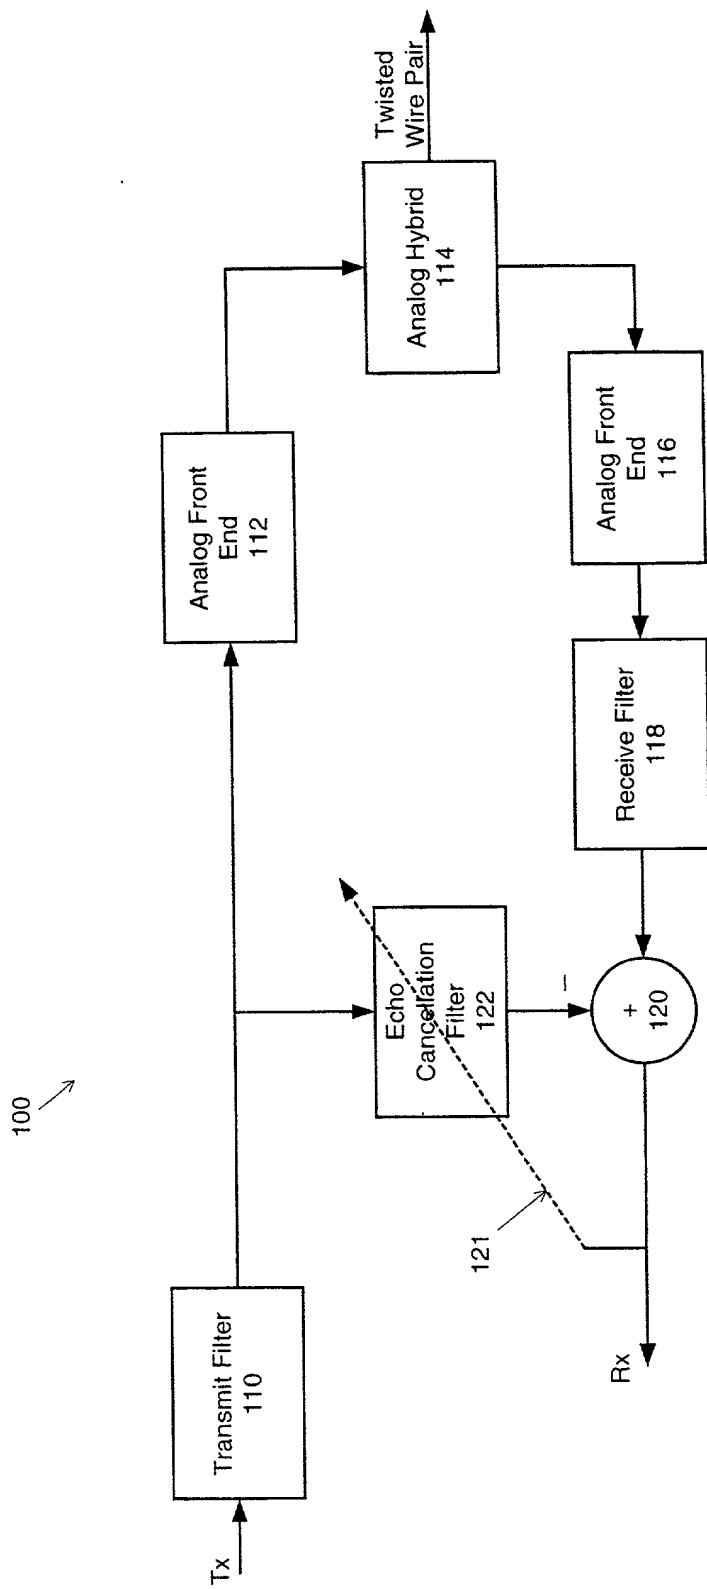 100
Tx
Transmit Filter
110
Analog Front
End
112
Analog Hybrid
114
Twisted
Wire Pair
Echo
Cancellation
Filter
122
121
–
+
120
Receive Filter
118
Analog Front
End
116
Rx